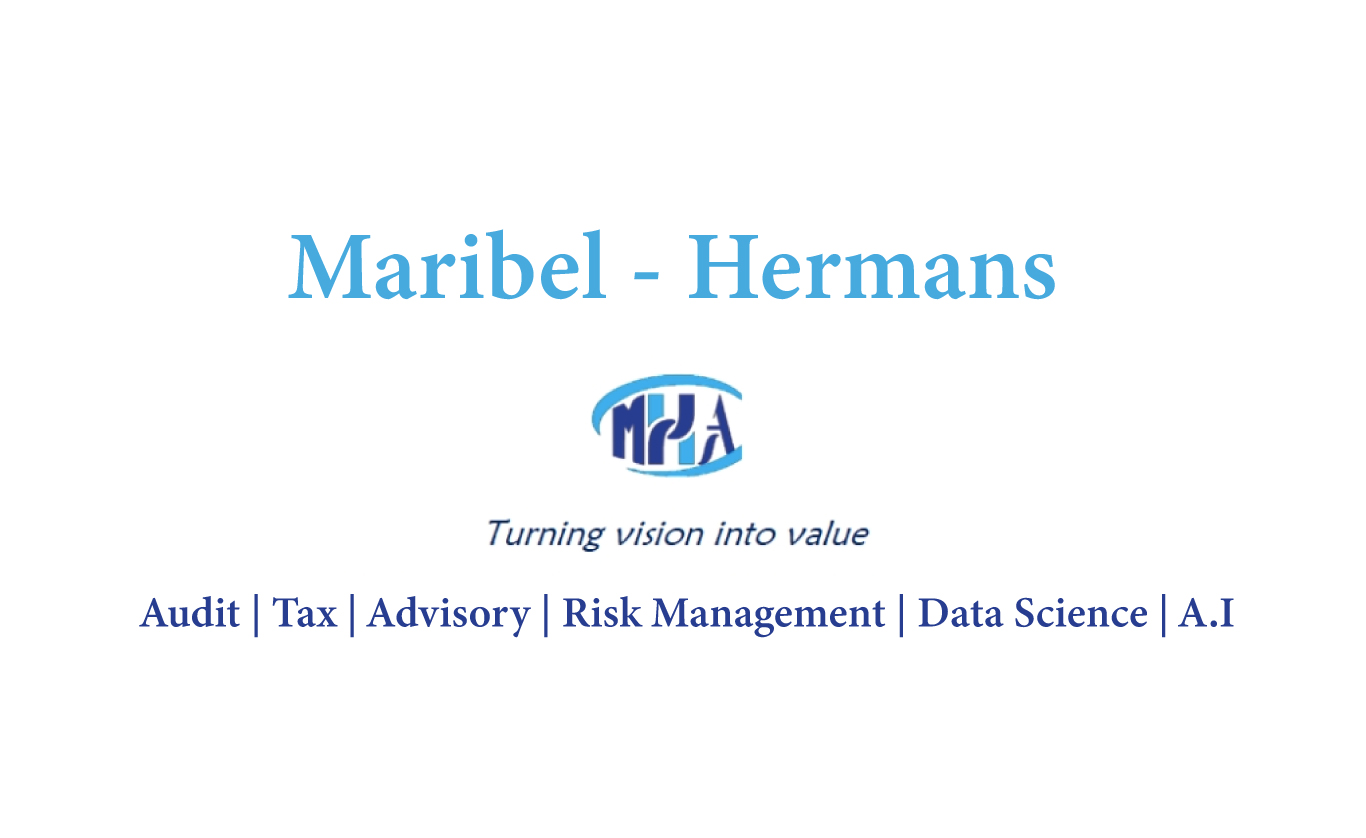 Maribel - Hermans
MHA
Turning vision into value
Audit | Tax | Advisory | Risk Management | Data Science | A.I